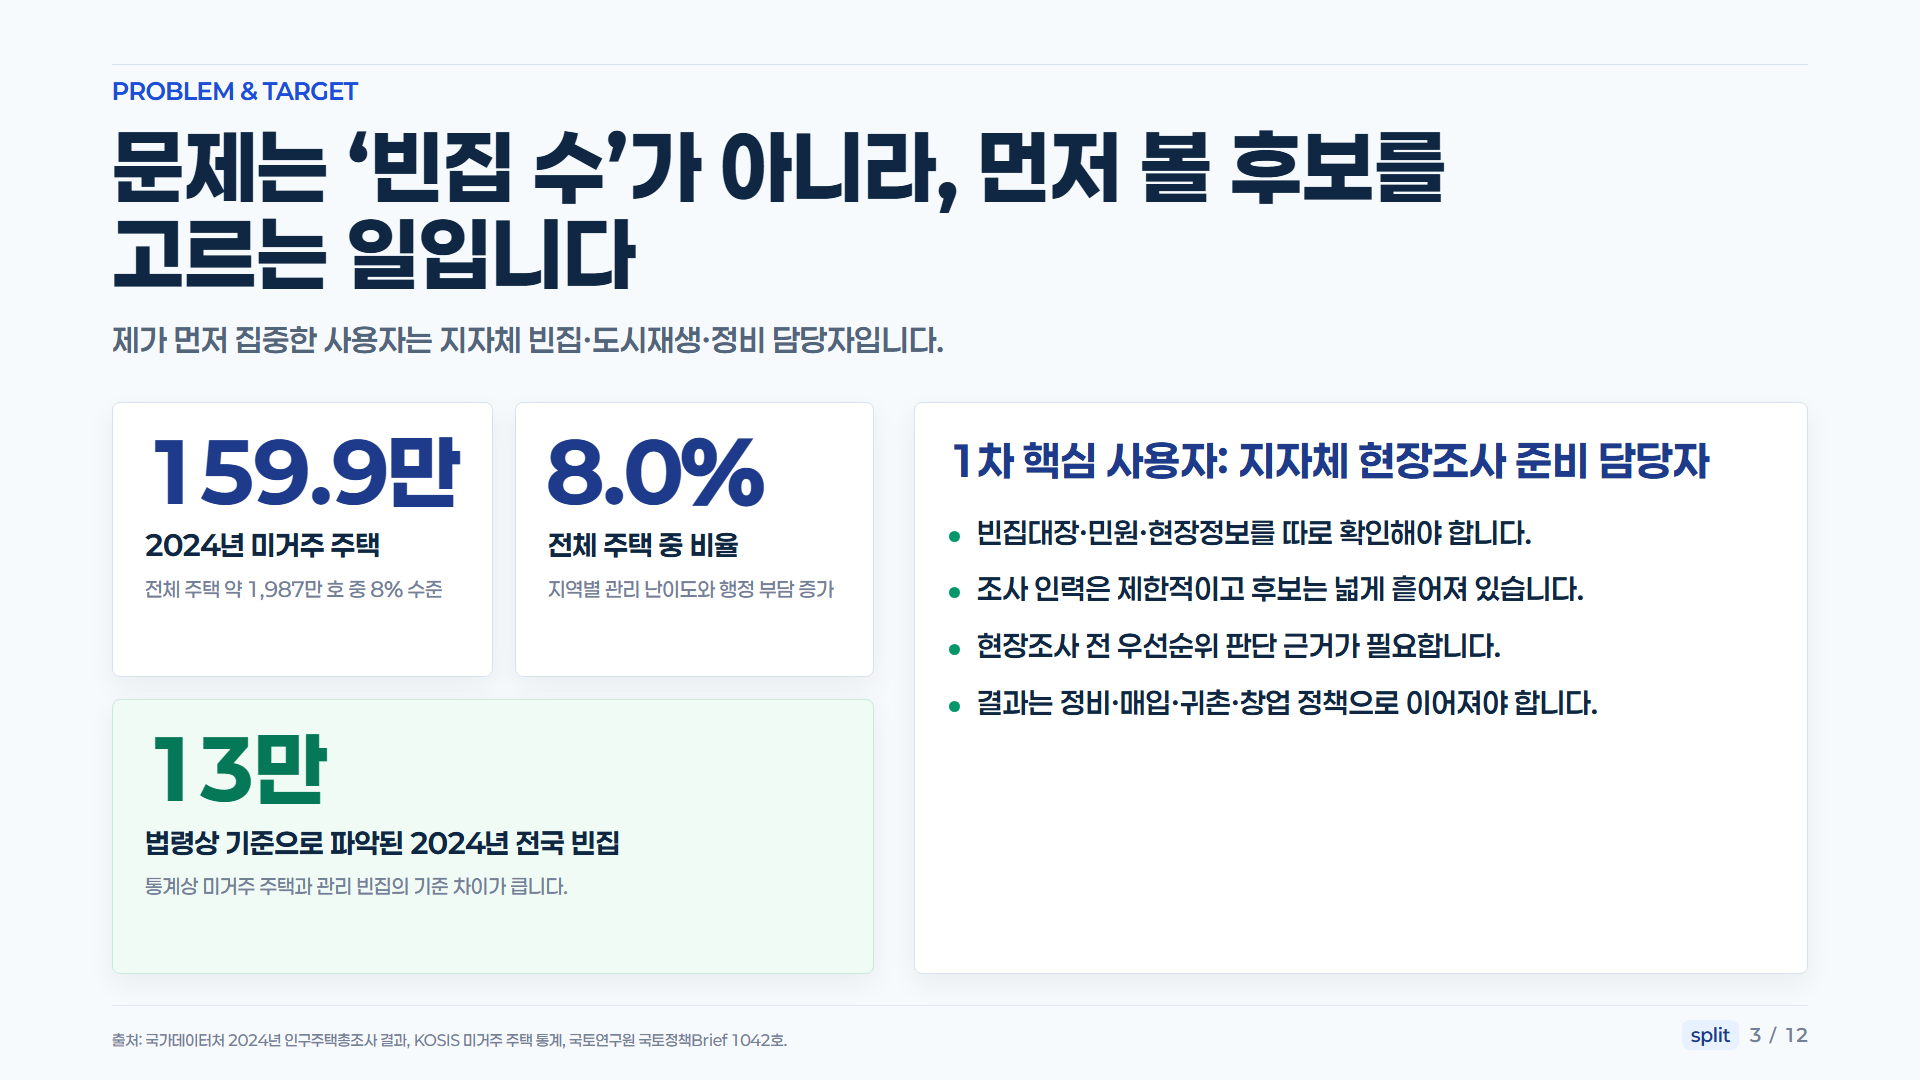 PROBLEM & TARGET
문제는 ‘빈집 수’가 아니라, 먼저 볼 후보를
고르는 일입니다
제가 먼저 집중한 사용자는 지자체 빈집·도시재생·정비 담당자입니다.
159.9만
2024년 미거주 주택
전체 주택 약 1,987만 호 중 8% 수준
8.0%
전체 주택 중 비율
지역별 관리 난이도와 행정 부담 증가
13만
법령상 기준으로 파악된 2024년 전국 빈집
통계상 미거주 주택과 관리 빈집의 기준 차이가 큽니다.
1차 핵심 사용자: 지자체 현장조사 준비 담당자
빈집대장·민원·현장정보를 따로 확인해야 합니다.
조사 인력은 제한적이고 후보는 넓게 흩어져 있습니다.
현장조사 전 우선순위 판단 근거가 필요합니다.
결과는 정비·매입·귀촌·창업 정책으로 이어져야 합니다.
출처: 국가데이터처 2024년 인구주택총조사 결과, KOSIS 미거주 주택 통계, 국토연구원 국토정책Brief 1042호.
split 3 / 12